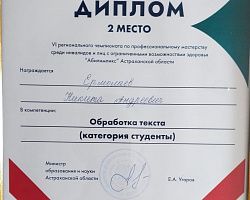 ДИПЛОМ
2 МЕСТО
VI регионального чемпионата по профессиональному мастерству
среди инвалидов и лиц с ограниченными возможностями здоровья
"Абилимпикс" Астраханской области
Награждается
Ермолаев
Никита Андреевич
В компетенции:
Обработка текста
(категория студенты)
Министр
образования и науки
Астраханской области
Е.А. Угаров